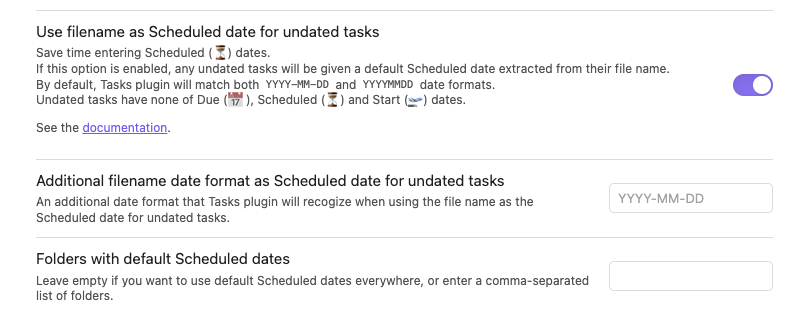 Use filename as Scheduled date for undated tasks
Save time entering Scheduled (⏳) dates.
If this option is enabled, any undated tasks will be given a default Scheduled date extracted from their file name.
By default, Tasks plugin will match both YYYY-MM-DD and YYYYMMDD date formats.
Undated tasks have none of Due (📅), Scheduled (⏳) and Start (🛫) dates.
See the documentation.
Additional filename date format as Scheduled date for undated tasks
An additional date format that Tasks plugin will recogize when using the file name as the
Scheduled date for undated tasks.
YYYY-MM-DD
Folders with default Scheduled dates
Leave empty if you want to use default Scheduled dates everywhere, or enter a comma-separated
list of folders.